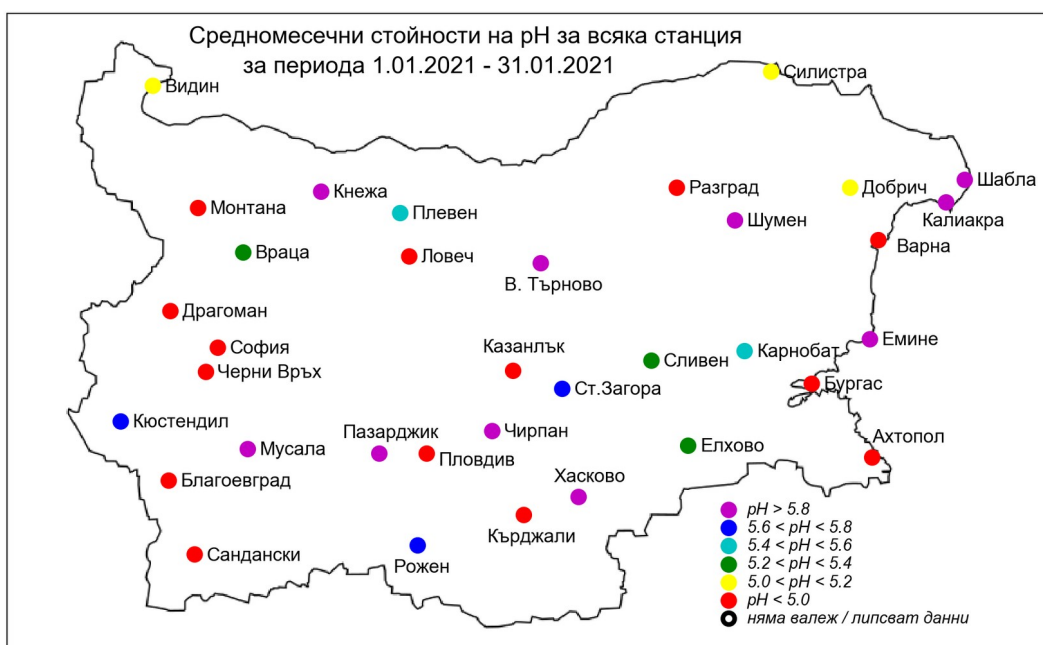 Средномесечни стойности на pH за всяка станция
за периода 1.01.2021 - 31.01.2021
Силистра
Видин
Шабла
Кнежа
Разград
Добрич
Монтана
Плевен
Калиакра
Шумен
Варна
Враца
Ловеч
В. Търново
Драгоман
Емине
София
Казанлък
Карнобат
Сливен
Черни Връх
Бургас
Ст.Загора
Кюстендил
Ахтопол
Пазарджик
Чирпан
Елхово
Мусала
Пловдив
Хасково
Благоевград
Кърджали
Сандански
Рожен
pH > 5.8
5.6 < pH < 5.8
5.4 < pH < 5.6
5.2 < pH < 5.4
5.0 < pH < 5.2
pH < 5.0
няма валеж / липсват данни